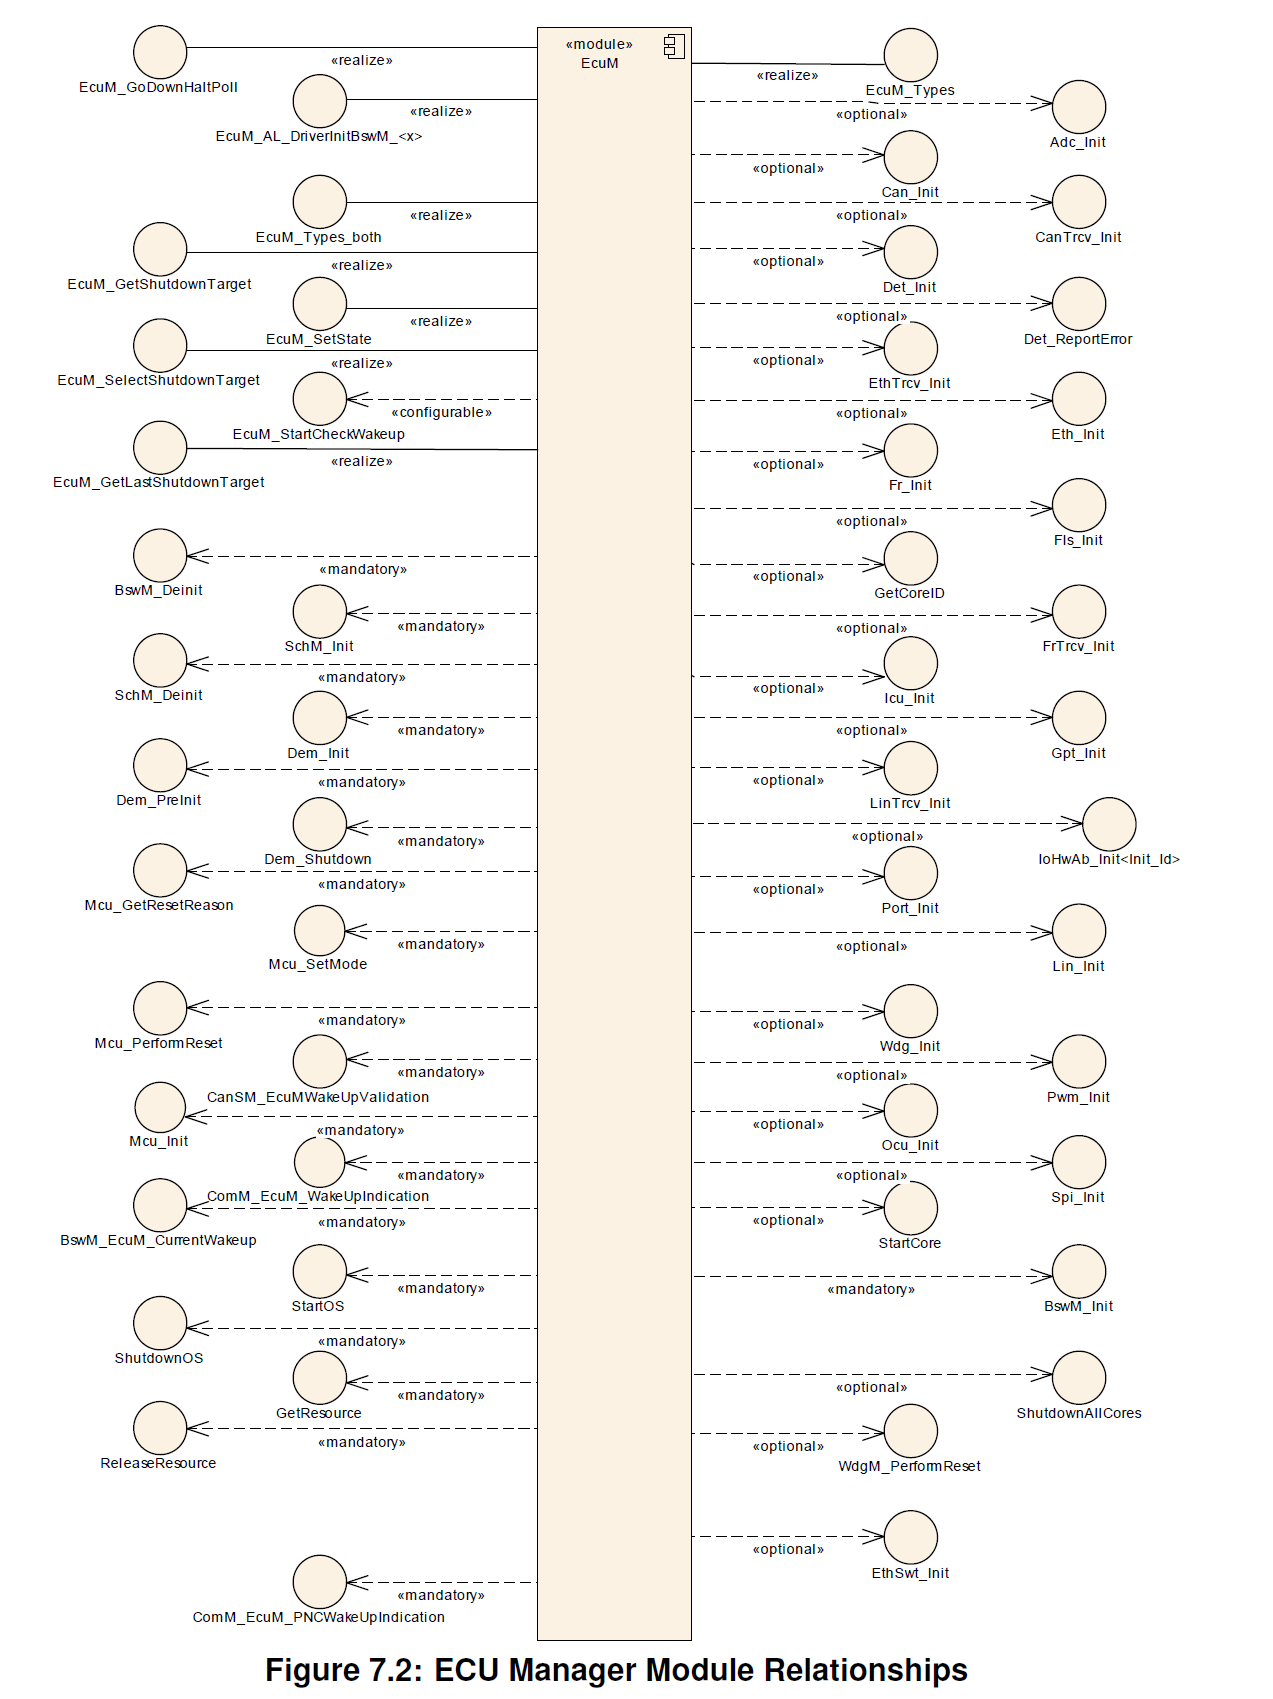 «module»
EcuM
«realize»
EcuM_GoDownHaltPoll
«realize»
EcuM_AL_DriverInitBswM_<x>
«realize»
EcuM_Types_both
«realize»
EcuM_GetShutdownTarget
«realize»
EcuM_SetState
«realize»
EcuM_SelectShutdownTarget
«configurable»
EcuM_StartCheckWakeup
«realize»
EcuM_GetLastShutdownTarget
«mandatory»
BswM_Deinit
«mandatory»
SchM_Init
«mandatory»
SchM_Deinit
«mandatory»
Dem_Init
«mandatory»
Dem_PreInit
«mandatory»
Dem_Shutdown
«mandatory»
Mcu_GetResetReason
«mandatory»
Mcu_SetMode
«mandatory»
Mcu_PerformReset
«mandatory»
CanSM_EcuMWakeUpValidation
«mandatory»
Mcu_Init
«mandatory»
ComM_EcuM_WakeUpIndication
«mandatory»
BswM_EcuM_CurrentWakeup
«mandatory»
StartOS
«mandatory»
ShutdownOS
«mandatory»
GetResource
«mandatory»
ReleaseResource
«mandatory»
ComM_EcuM_PNCWakeUpIndication
«realize»
EcuM_Types
«optional»
Adc_Init
«optional»
Can_Init
«optional»
CanTrcv_Init
«optional»
Det_Init
«optional»
Det_ReportError
«optional»
EthTrcv_Init
«optional»
Eth_Init
«optional»
Fr_Init
«optional»
Fls_Init
«optional»
GetCoreID
«optional»
FrTrcv_Init
«optional»
Icu_Init
«optional»
Gpt_Init
«optional»
LinTrcv_Init
«optional»
IoHwAb_Init<Init_Id>
«optional»
Port_Init
«optional»
Lin_Init
«optional»
Wdg_Init
«optional»
Pwm_Init
«optional»
Ocu_Init
«optional»
Spi_Init
«optional»
StartCore
«mandatory»
BswM_Init
«optional»
ShutdownAllCores
«optional»
WdgM_PerformReset
«optional»
EthSwt_Init
Figure 7.2: ECU Manager Module Relationships